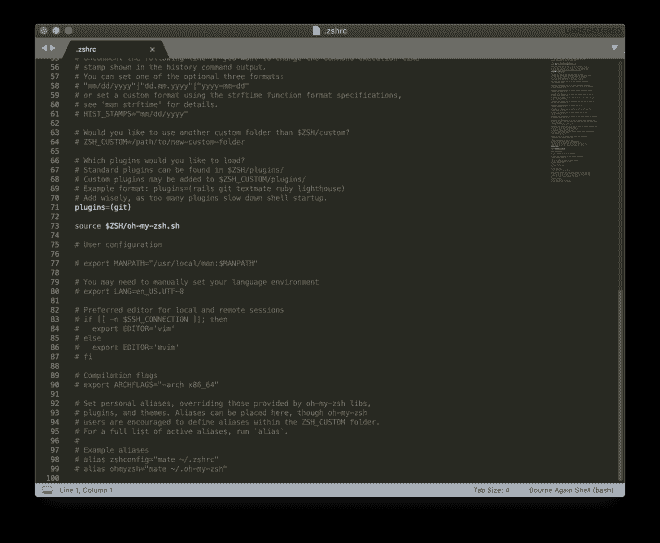 .zshrc
UNREGISTERED
.zshrc ×
55 # Uncomment the following line if you want to change the command execution time
56 # stamp shown in the history command output.
57 # You can set one of the optional three formats:
58 # "mm/dd/yyyy"|"dd.mm.yyyy"|"yyyy-mm-dd"
59 # or set a custom format using the strftime function format specifications,
60 # see 'man strftime' for details.
61 # HIST_STAMPS="mm/dd/yyyy"
62
63 # Would you like to use another custom folder than $ZSH/custom?
64 # ZSH_CUSTOM=/path/to/new-custom-folder
65
66 # Which plugins would you like to load?
67 # Standard plugins can be found in $ZSH/plugins/
68 # Custom plugins may be added to $ZSH_CUSTOM/plugins/
69 # Example format: plugins=(rails git textmate ruby lighthouse)
70 # Add wisely, as too many plugins slow down shell startup.
71 plugins=(git)
72
73 source $ZSH/oh-my-zsh.sh
74
75 # User configuration
76
77 # export MANPATH="/usr/local/man:$MANPATH"
78
79 # You may need to manually set your language environment
80 # export LANG=en_US.UTF-8
81
82 # Preferred editor for local and remote sessions
83 # if [[ -n $SSH_CONNECTION ]]; then
84 #   export EDITOR='vim'
85 # else
86 #   export EDITOR='mvim'
87 # fi
88
89 # Compilation flags
90 # export ARCHFLAGS="-arch x86_64"
91
92 # Set personal aliases, overriding those provided by oh-my-zsh libs,
93 # plugins, and themes. Aliases can be placed here, though oh-my-zsh
94 # users are encouraged to define aliases within the ZSH_CUSTOM folder.
95 # For a full list of active aliases, run `alias`.
96 #
97 # Example aliases
98 # alias zshconfig="mate ~/.zshrc"
99 # alias ohmyzsh="mate ~/.oh-my-zsh"
100
Line 1, Column 1
Tab Size: 4
Bourne Again Shell (bash)